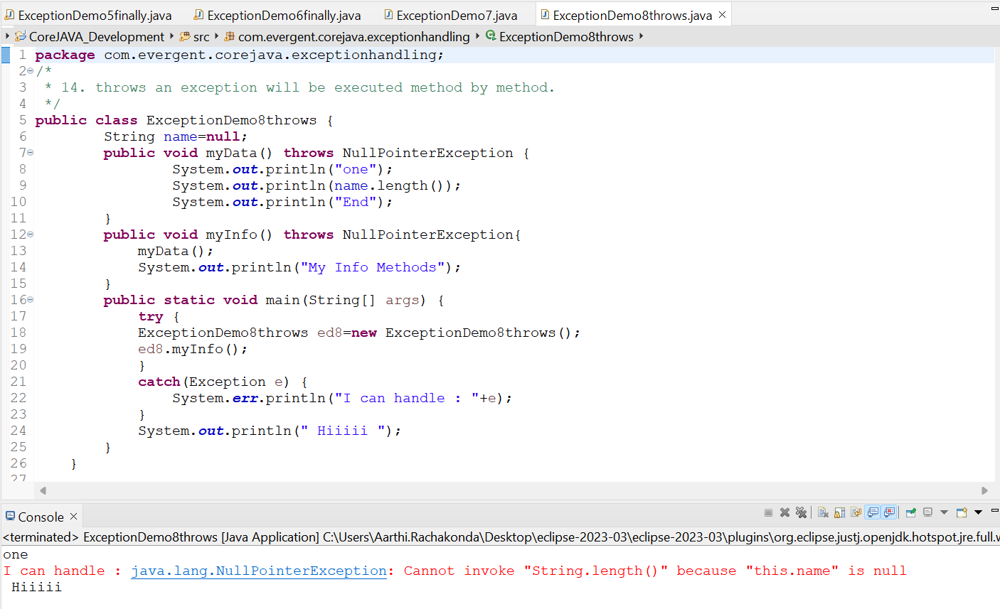 ExceptionDemo5finally.java ExceptionDemo6finally.java ExceptionDemo7.java ExceptionDemo8throws.java
CoreJAVA_Development src com.evergent.corejava.exceptionhandling ExceptionDemo8throws
1 package com.evergent.corejava.exceptionhandling;
2 /*
3 * 14. throws an exception will be executed method by method.
4 */
5 public class ExceptionDemo8throws {
6 String name=null;
7 public void myData() throws NullPointerException {
8 System.out.println("one");
9 System.out.println(name.length());
10 System.out.println("End");
11 }
12 public void myInfo() throws NullPointerException{
13 myData();
14 System.out.println("My Info Methods");
15 }
16 public static void main(String[] args) {
17 try {
18 ExceptionDemo8throws ed8=new ExceptionDemo8throws();
19 ed8.myInfo();
20 }
21 catch(Exception e) {
22 System.err.println("I can handle : "+e);
23 }
24 System.out.println(" Hiiiii ");
25 }
26 }
27
Console
<terminated> ExceptionDemo8throws [Java Application] C:\Users\Aarthi.Rachakonda\Desktop\eclipse-2023-03\eclipse-2023-03\plugins\org.eclipse.justj.openjdk.hotspot.jre.full.w
one
I can handle : java.lang.NullPointerException: Cannot invoke "String.length()" because "this.name" is null
Hiiiii